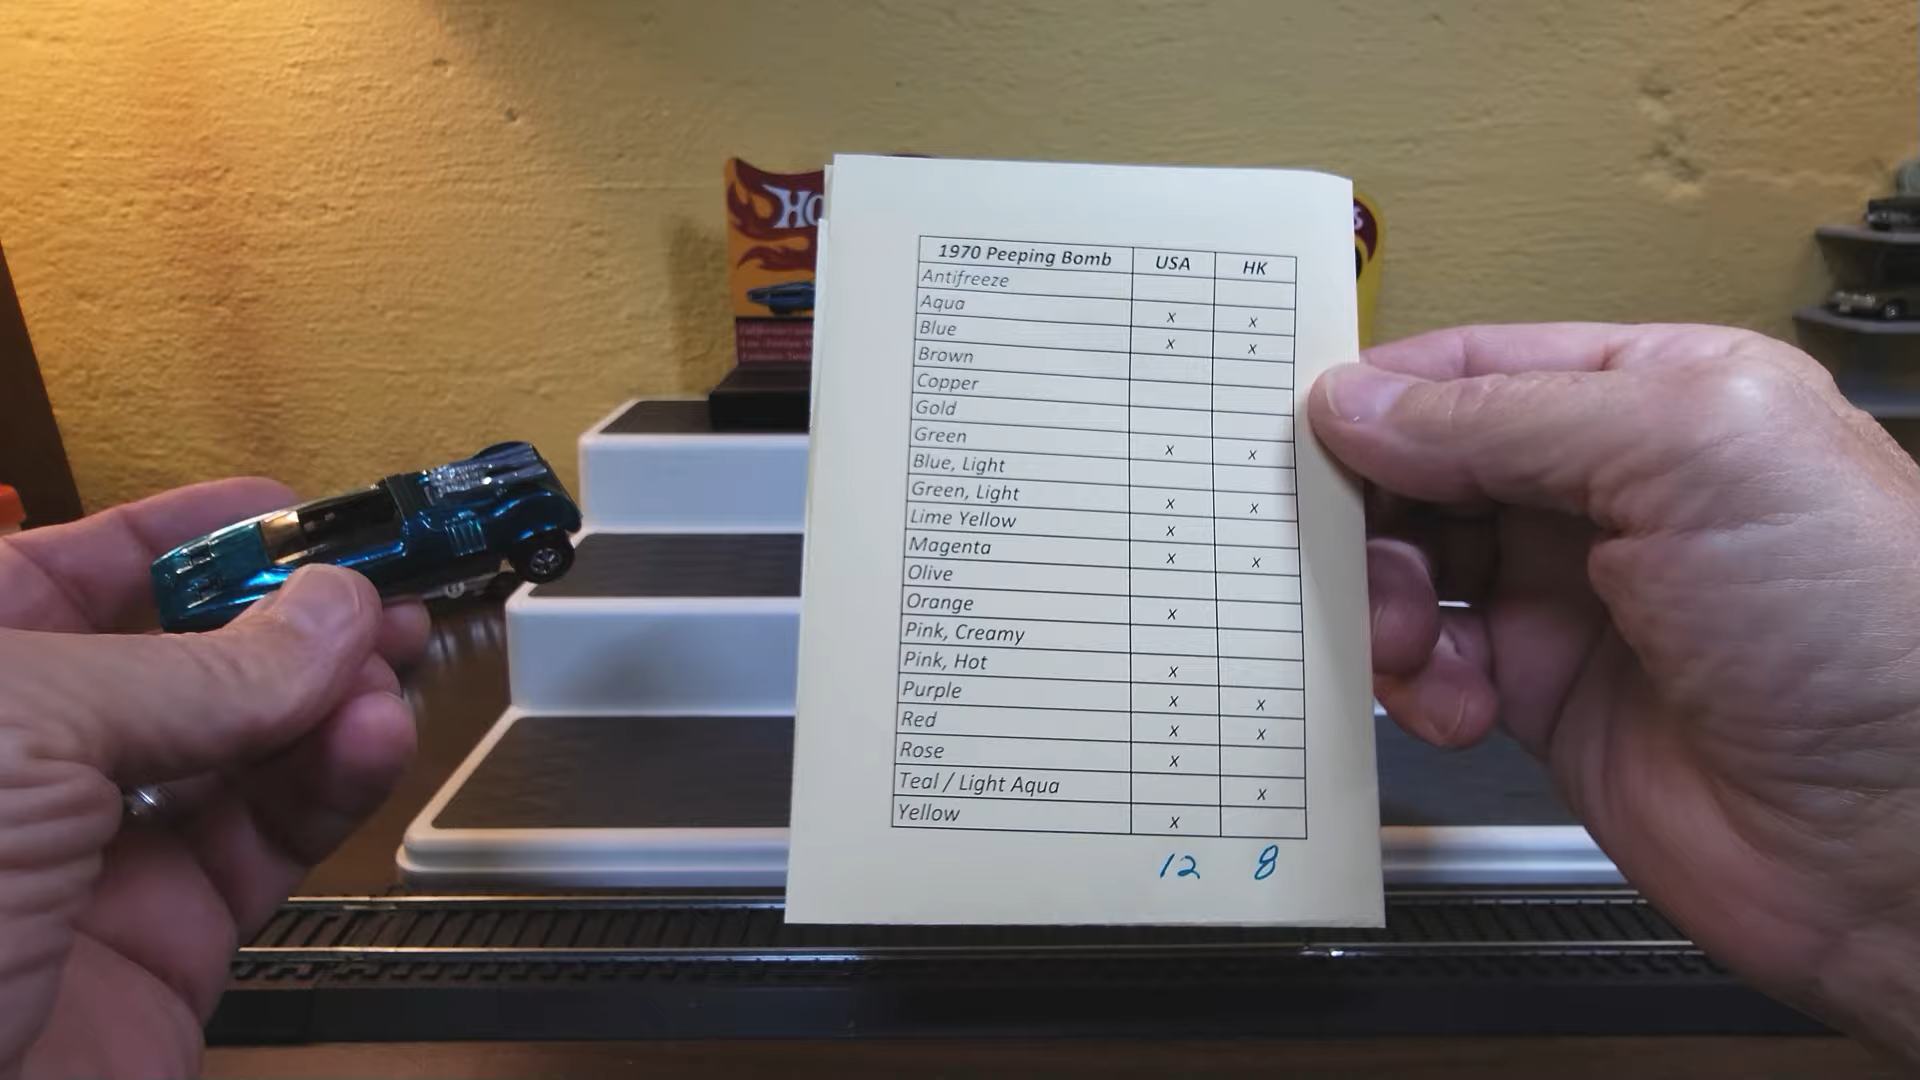 HO
1970 Peeping Bomb USA HK
Antifreeze
Aqua x x
Blue x x
Brown
Copper
Gold
Green x x
Blue, Light
Green, Light x x
Lime Yellow x
Magenta x x
Olive
Orange x
Pink, Creamy
Pink, Hot x
Purple x x
Red x x
Rose x
Teal / Light Aqua x
Yellow x
12 8